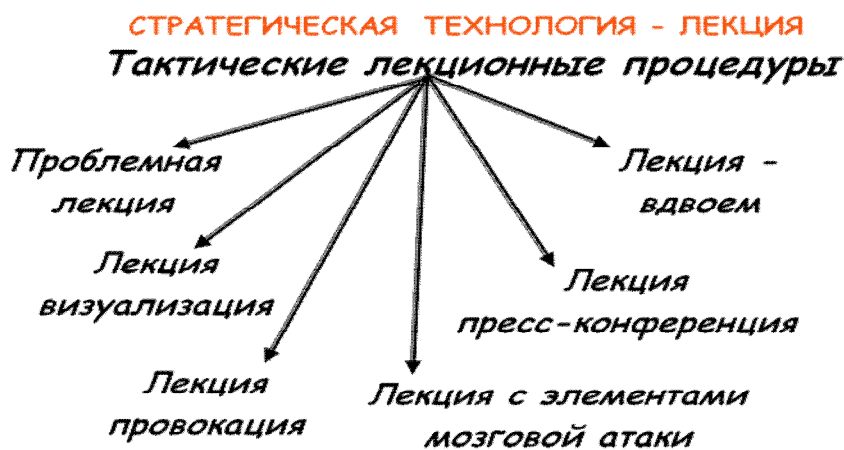 СТРАТЕГИЧЕСКАЯ ТЕХНОЛОГИЯ - ЛЕКЦИЯ
Тактические лекционные процедуры
Проблемная
лекция
Лекция -
вдвоем
Лекция
визуализация
Лекция
пресс-конференция
Лекция
провокация
Лекция с элементами
мозговой атаки